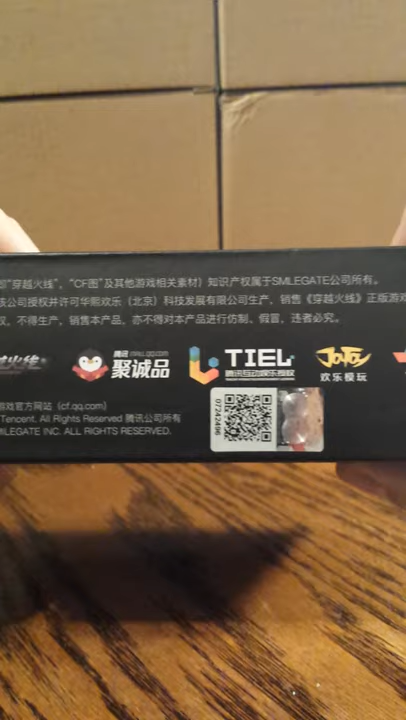 "穿越火线"、"CF图"及其他游戏相关素材）知识产权属于SMLEGATE公司所有。
公司授权并许可华熙欢乐（北京）科技发展有限公司生产、销售《穿越火线》正版游戏
不得生产、销售本产品，亦不得对本产品进行仿制、假冒，违者必究。
腾讯 mall.qq.com
聚诚品
TIEL
欢乐模玩
游戏官方网站（cf.qq.com）
Tencent. All Rights Reserved 腾讯公司所有
MLEGATE INC. ALL RIGHTS RESERVED.
07242496